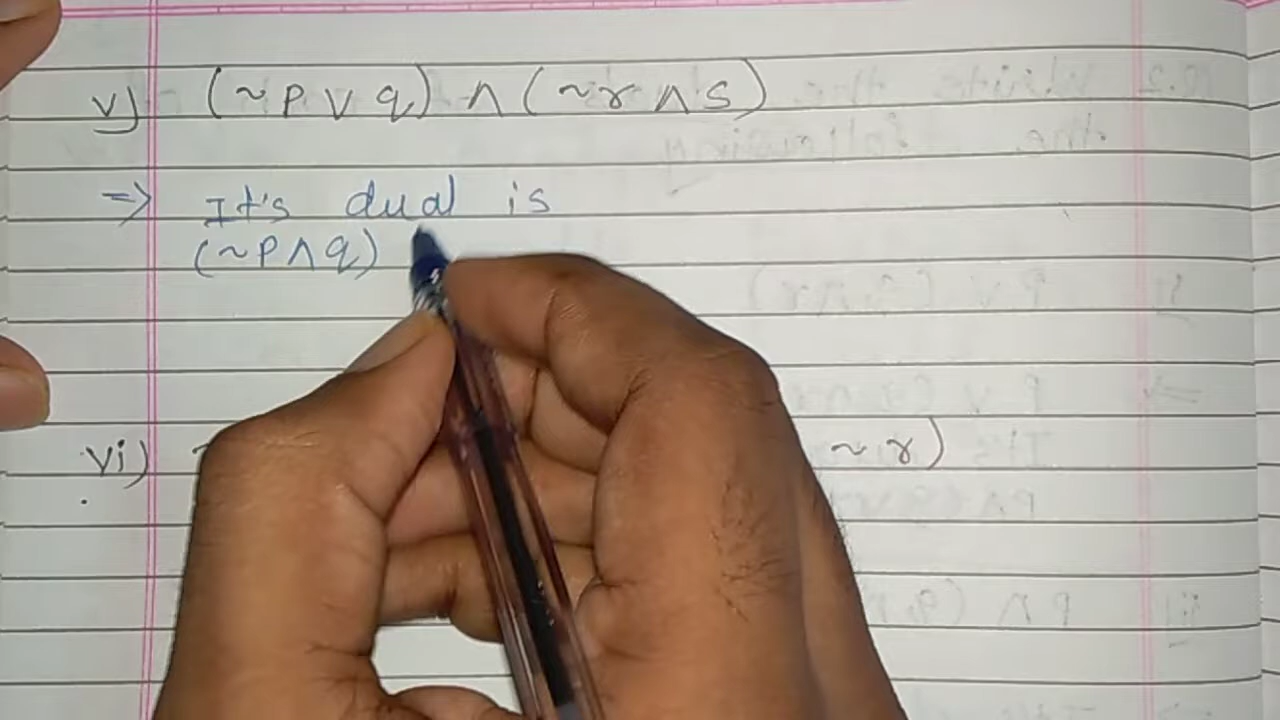 v) (~p ∨ q) ∧ (~r ∧ s)
=> It's dual is
(~p ∧ q)
vi) ~ r)